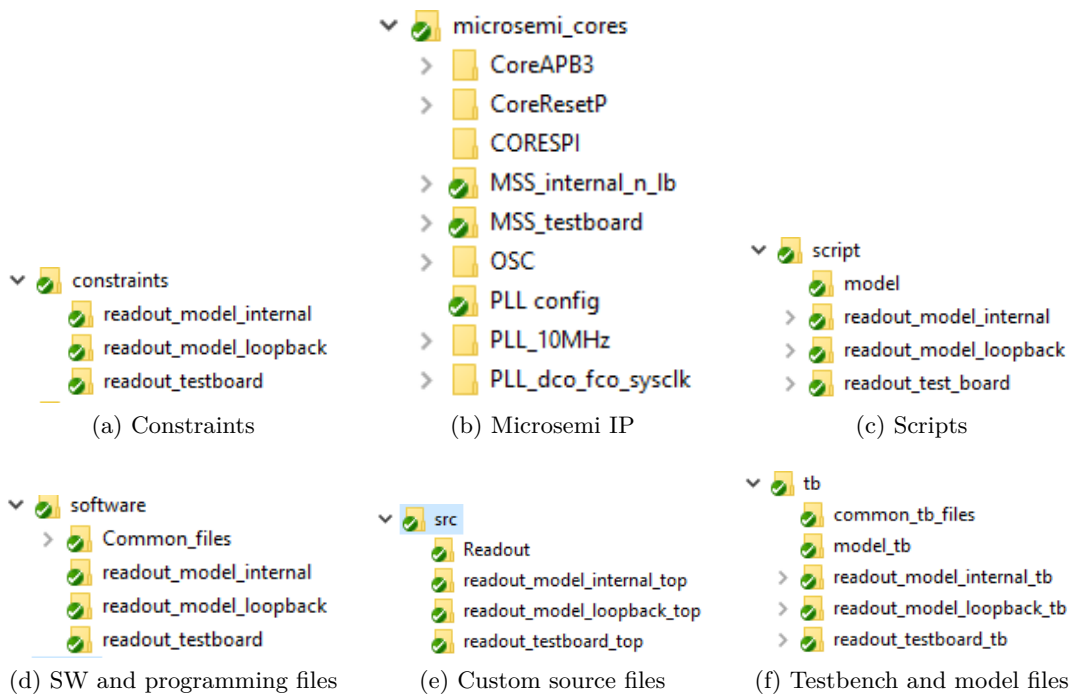 constraints
readout_model_internal
readout_model_loopback
readout_testboard
(a) Constraints
microsemi_cores
CoreAPB3
CoreResetP
CORESPI
MSS_internal_n_lb
MSS_testboard
OSC
PLL config
PLL_10MHz
PLL_dco_fco_sysclk
(b) Microsemi IP
script
model
readout_model_internal
readout_model_loopback
readout_test_board
(c) Scripts
software
Common_files
readout_model_internal
readout_model_loopback
readout_testboard
(d) SW and programming files
src
Readout
readout_model_internal_top
readout_model_loopback_top
readout_testboard_top
(e) Custom source files
tb
common_tb_files
model_tb
readout_model_internal_tb
readout_model_loopback_tb
readout_testboard_tb
(f) Testbench and model files